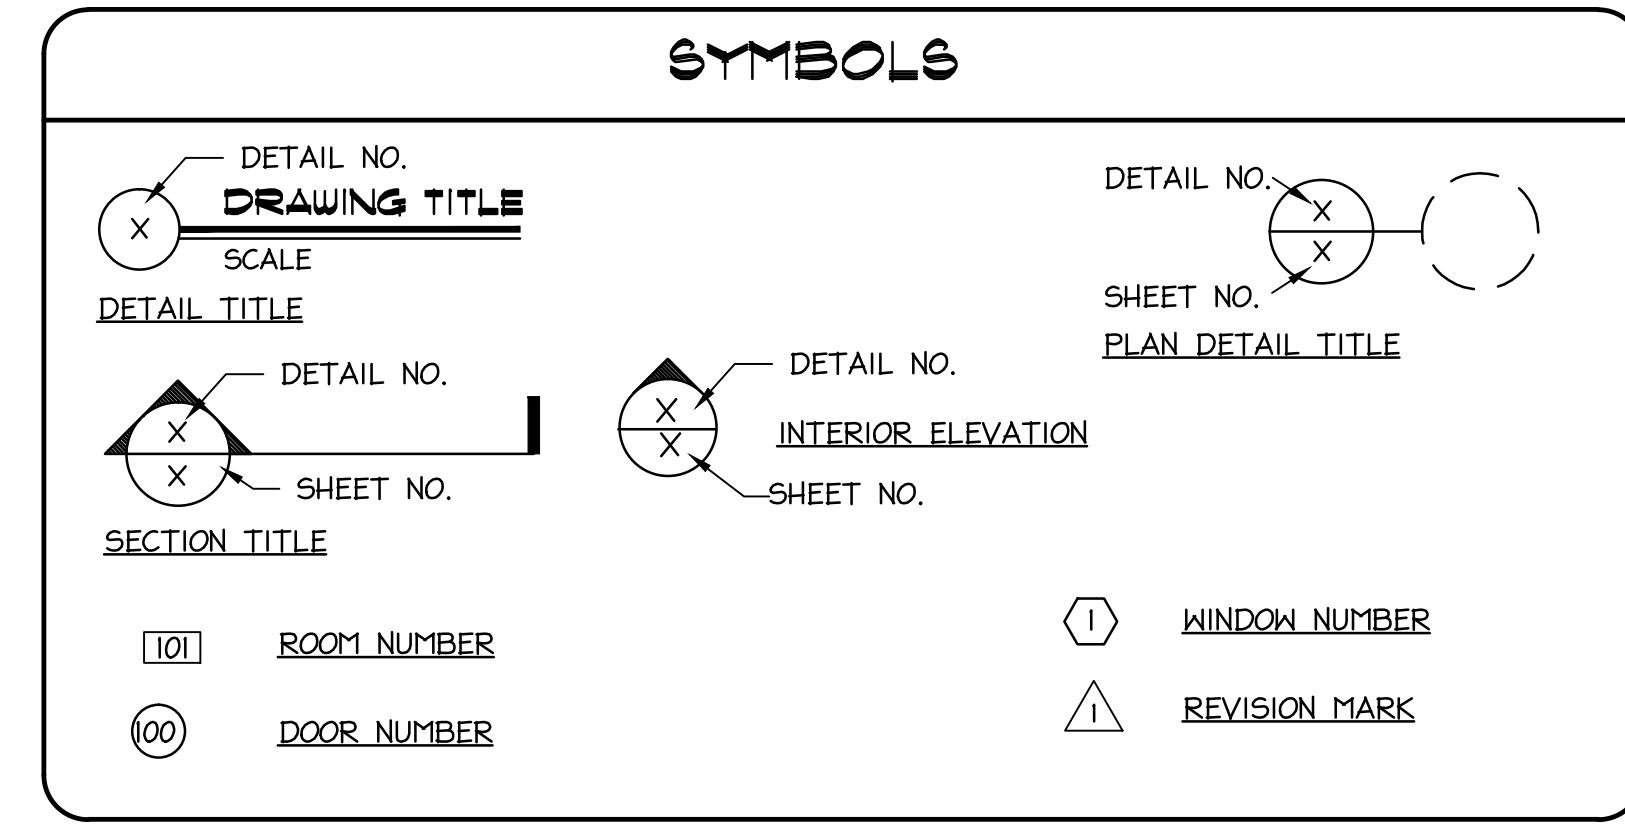 SYMBOLS
DETAIL NO.
DRAWING TITLE
X
SCALE
DETAIL TITLE
DETAIL NO.
X
X
SHEET NO.
PLAN DETAIL TITLE
DETAIL NO.
X
X
SHEET NO.
SECTION TITLE
DETAIL NO.
X
X
INTERIOR ELEVATION
SHEET NO.
101 ROOM NUMBER
100 DOOR NUMBER
1 WINDOW NUMBER
1 REVISION MARK